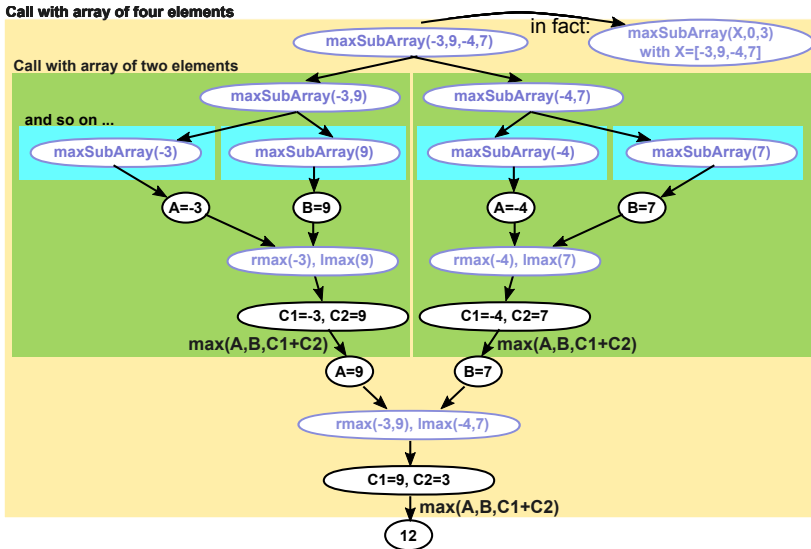 Call with array of four elements
in fact:
maxSubArray(X,0,3)
with X=[-3,9,-4,7]
maxSubArray(-3,9,-4,7)
Call with array of two elements
maxSubArray(-3,9)
maxSubArray(-4,7)
and so on ...
maxSubArray(-3)
maxSubArray(9)
maxSubArray(-4)
maxSubArray(7)
A=-3
B=9
A=-4
B=7
rmax(-3), lmax(9)
rmax(-4), lmax(7)
C1=-3, C2=9
C1=-4, C2=7
max(A,B,C1+C2)
max(A,B,C1+C2)
A=9
B=7
rmax(-3,9), lmax(-4,7)
C1=9, C2=3
max(A,B,C1+C2)
12